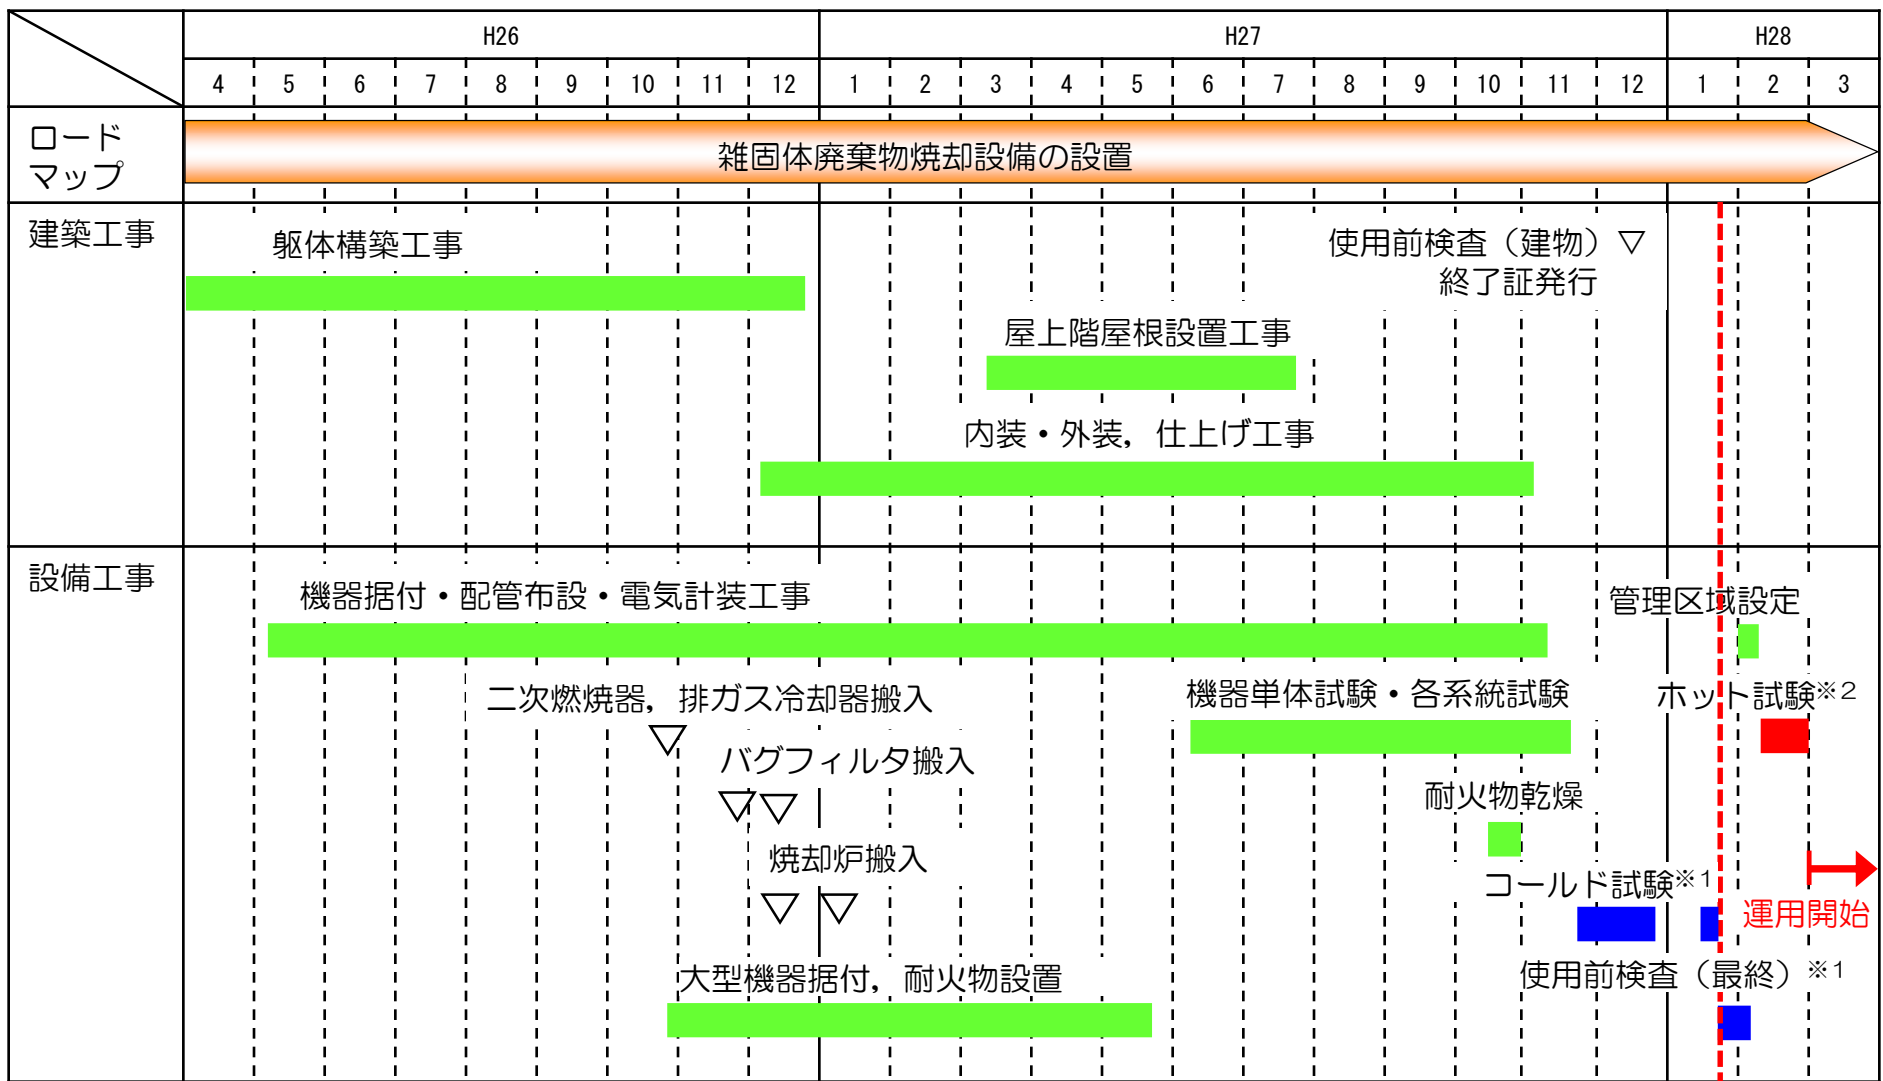 H26 H27 H28
4 5 6 7 8 9 10 11 12 1 2 3 4 5 6 7 8 9 10 11 12 1 2 3
ロード
マップ
雑固体廃棄物焼却設備の設置
建築工事
躯体構築工事
使用前検査（建物）▽
終了証発行
屋上階屋根設置工事
内装・外装，仕上げ工事
設備工事
機器据付・配管布設・電気計装工事
管理区域設定
二次燃焼器，排ガス冷却器搬入
機器単体試験・各系統試験
ホット試験※2
バグフィルタ搬入
耐火物乾燥
焼却炉搬入
コールド試験※1
運用開始
大型機器据付，耐火物設置
使用前検査（最終）※1